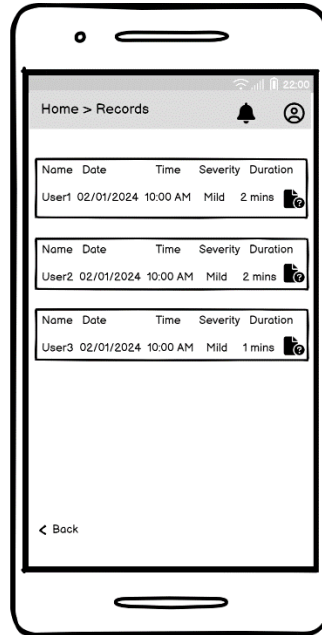 22:00
Home > Records
Name Date Time Severity Duration
User1 02/01/2024 10:00 AM Mild 2 mins
Name Date Time Severity Duration
User2 02/01/2024 10:00 AM Mild 2 mins
Name Date Time Severity Duration
User3 02/01/2024 10:00 AM Mild 1 mins
< Back